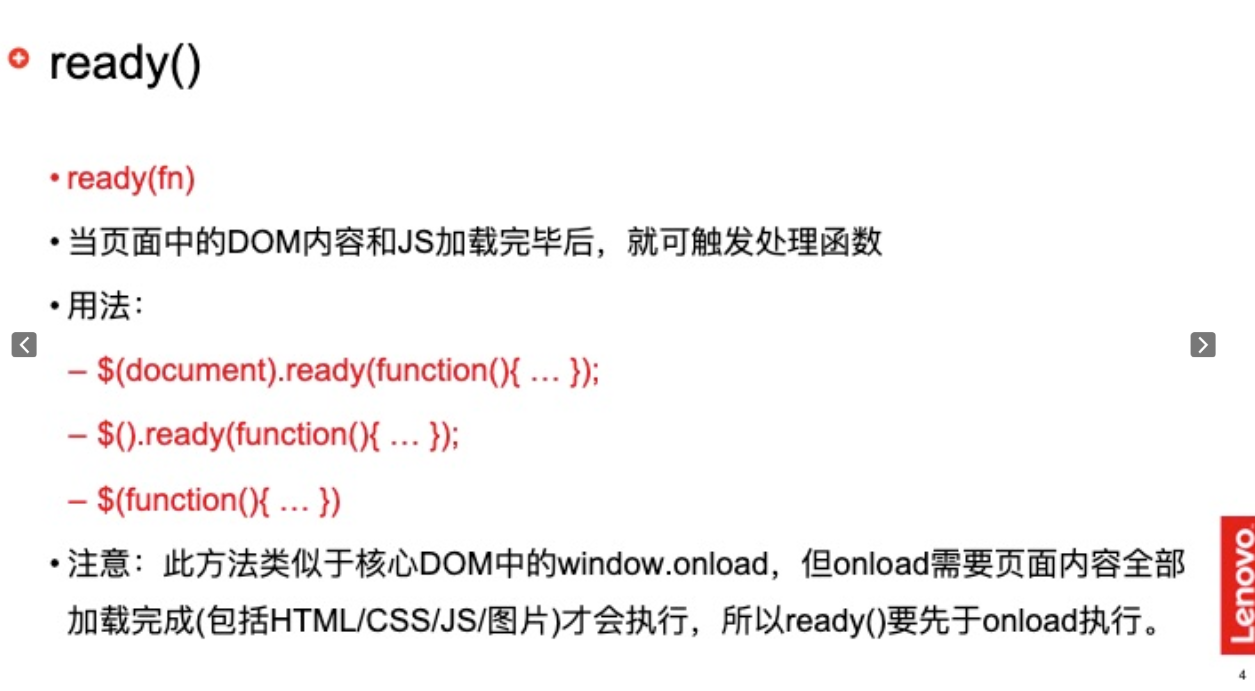 ready()
• ready(fn)
• 当页面中的DOM内容和JS加载完毕后，就可触发处理函数
• 用法：
– $(document).ready(function(){ … });
– $().ready(function(){ … });
– $(function(){ … })
• 注意：此方法类似于核心DOM中的window.onload，但onload需要页面内容全部
加载完成(包括HTML/CSS/JS/图片)才会执行，所以ready()要先于onload执行。
Lenovo
4